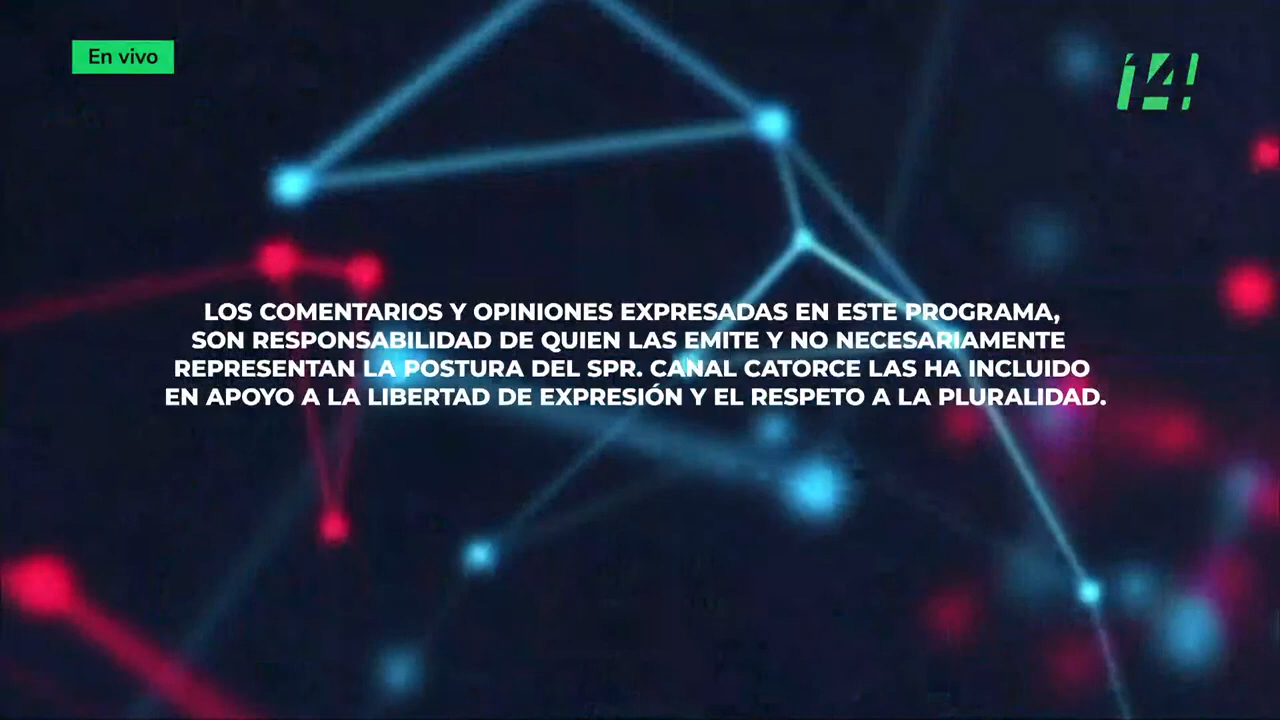 En vivo
14!
LOS COMENTARIOS Y OPINIONES EXPRESADAS EN ESTE PROGRAMA,
SON RESPONSABILIDAD DE QUIEN LAS EMITE Y NO NECESARIAMENTE
REPRESENTAN LA POSTURA DEL SPR. CANAL CATORCE LAS HA INCLUIDO
EN APOYO A LA LIBERTAD DE EXPRESIÓN Y EL RESPETO A LA PLURALIDAD.